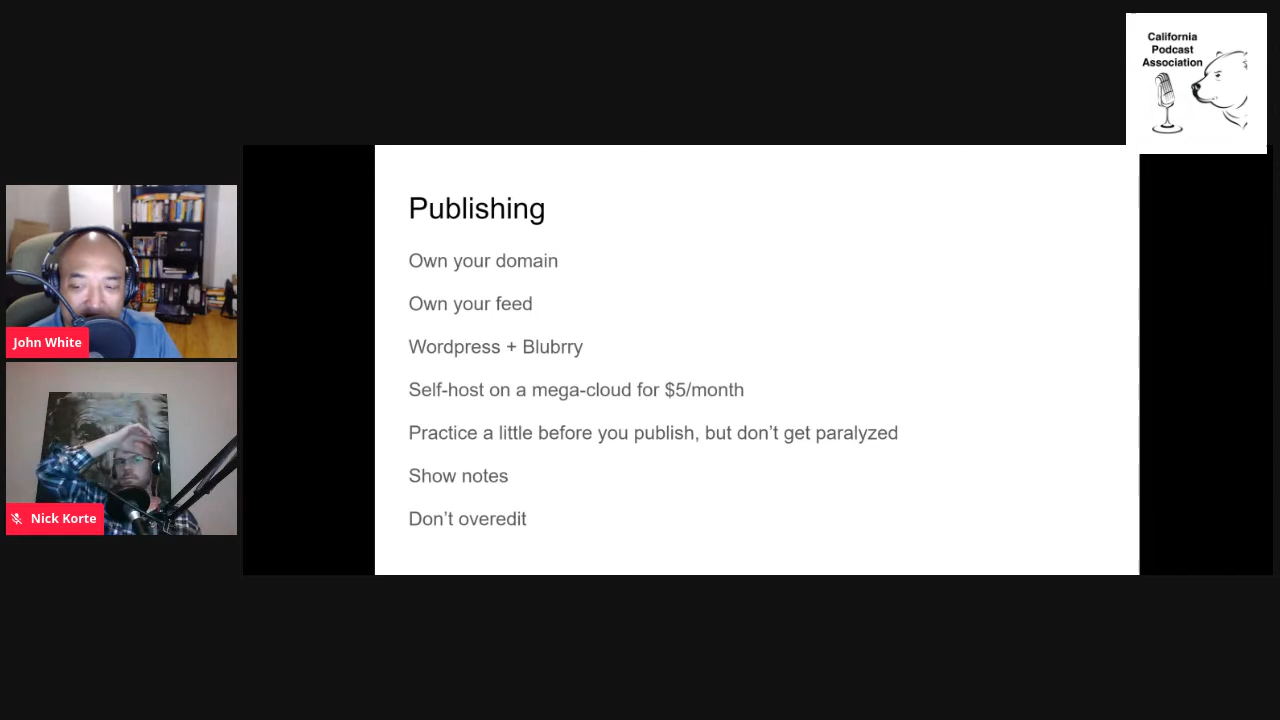 California
Podcast
Association
Publishing
Own your domain
Own your feed
Wordpress + Blubrry
Self-host on a mega-cloud for $5/month
Practice a little before you publish, but don’t get paralyzed
Show notes
Don’t overedit
John White
Nick Korte